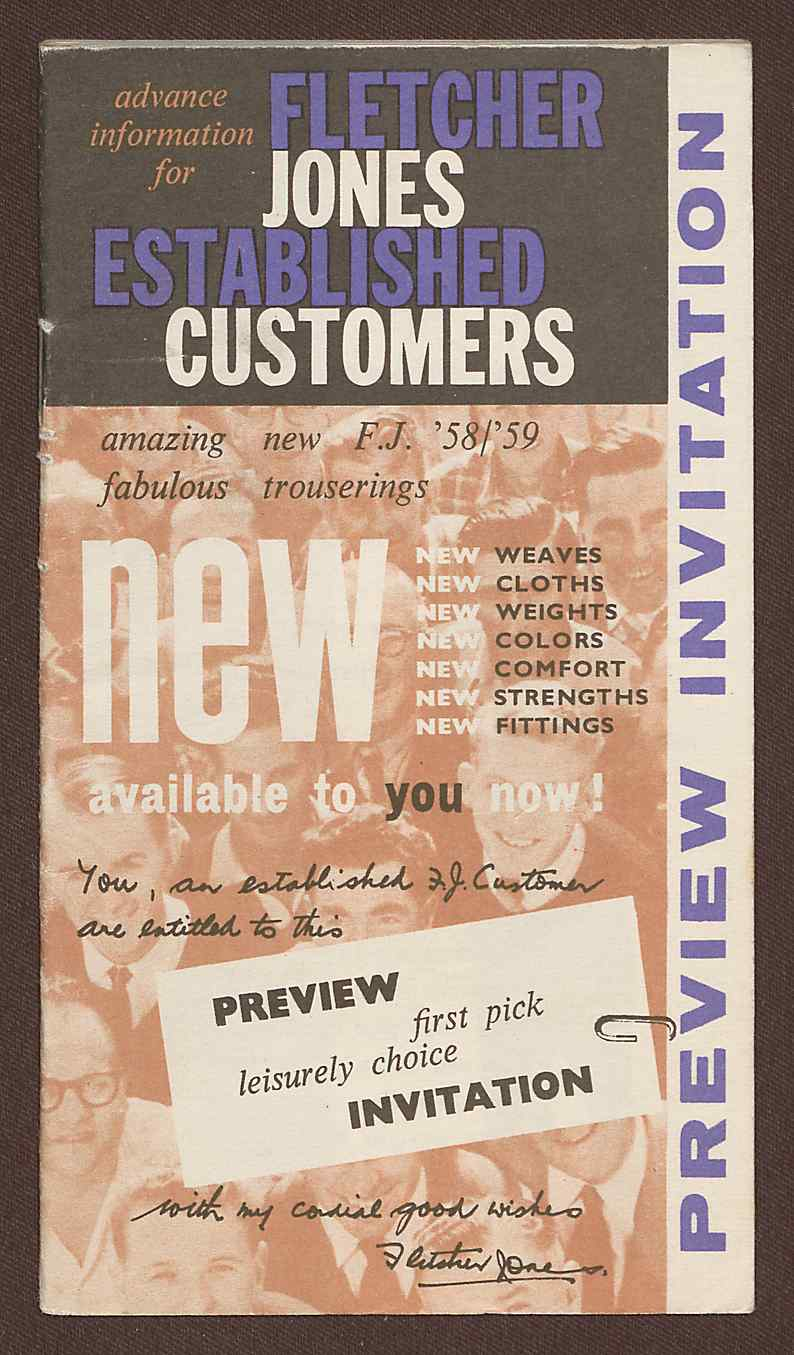 advance
information
for
FLETCHER
JONES
ESTABLISHED
CUSTOMERS
amazing new F.J. '58/'59
fabulous trouserings
new
NEW WEAVES
NEW CLOTHS
NEW WEIGHTS
NEW COLORS
NEW COMFORT
NEW STRENGTHS
NEW FITTINGS
available to you now!
You, an established F.J. Customer
are entitled to this
PREVIEW
first pick
leisurely choice
INVITATION
with my cordial good wishes
Fletcher Jones.
PREVIEW INVITATION